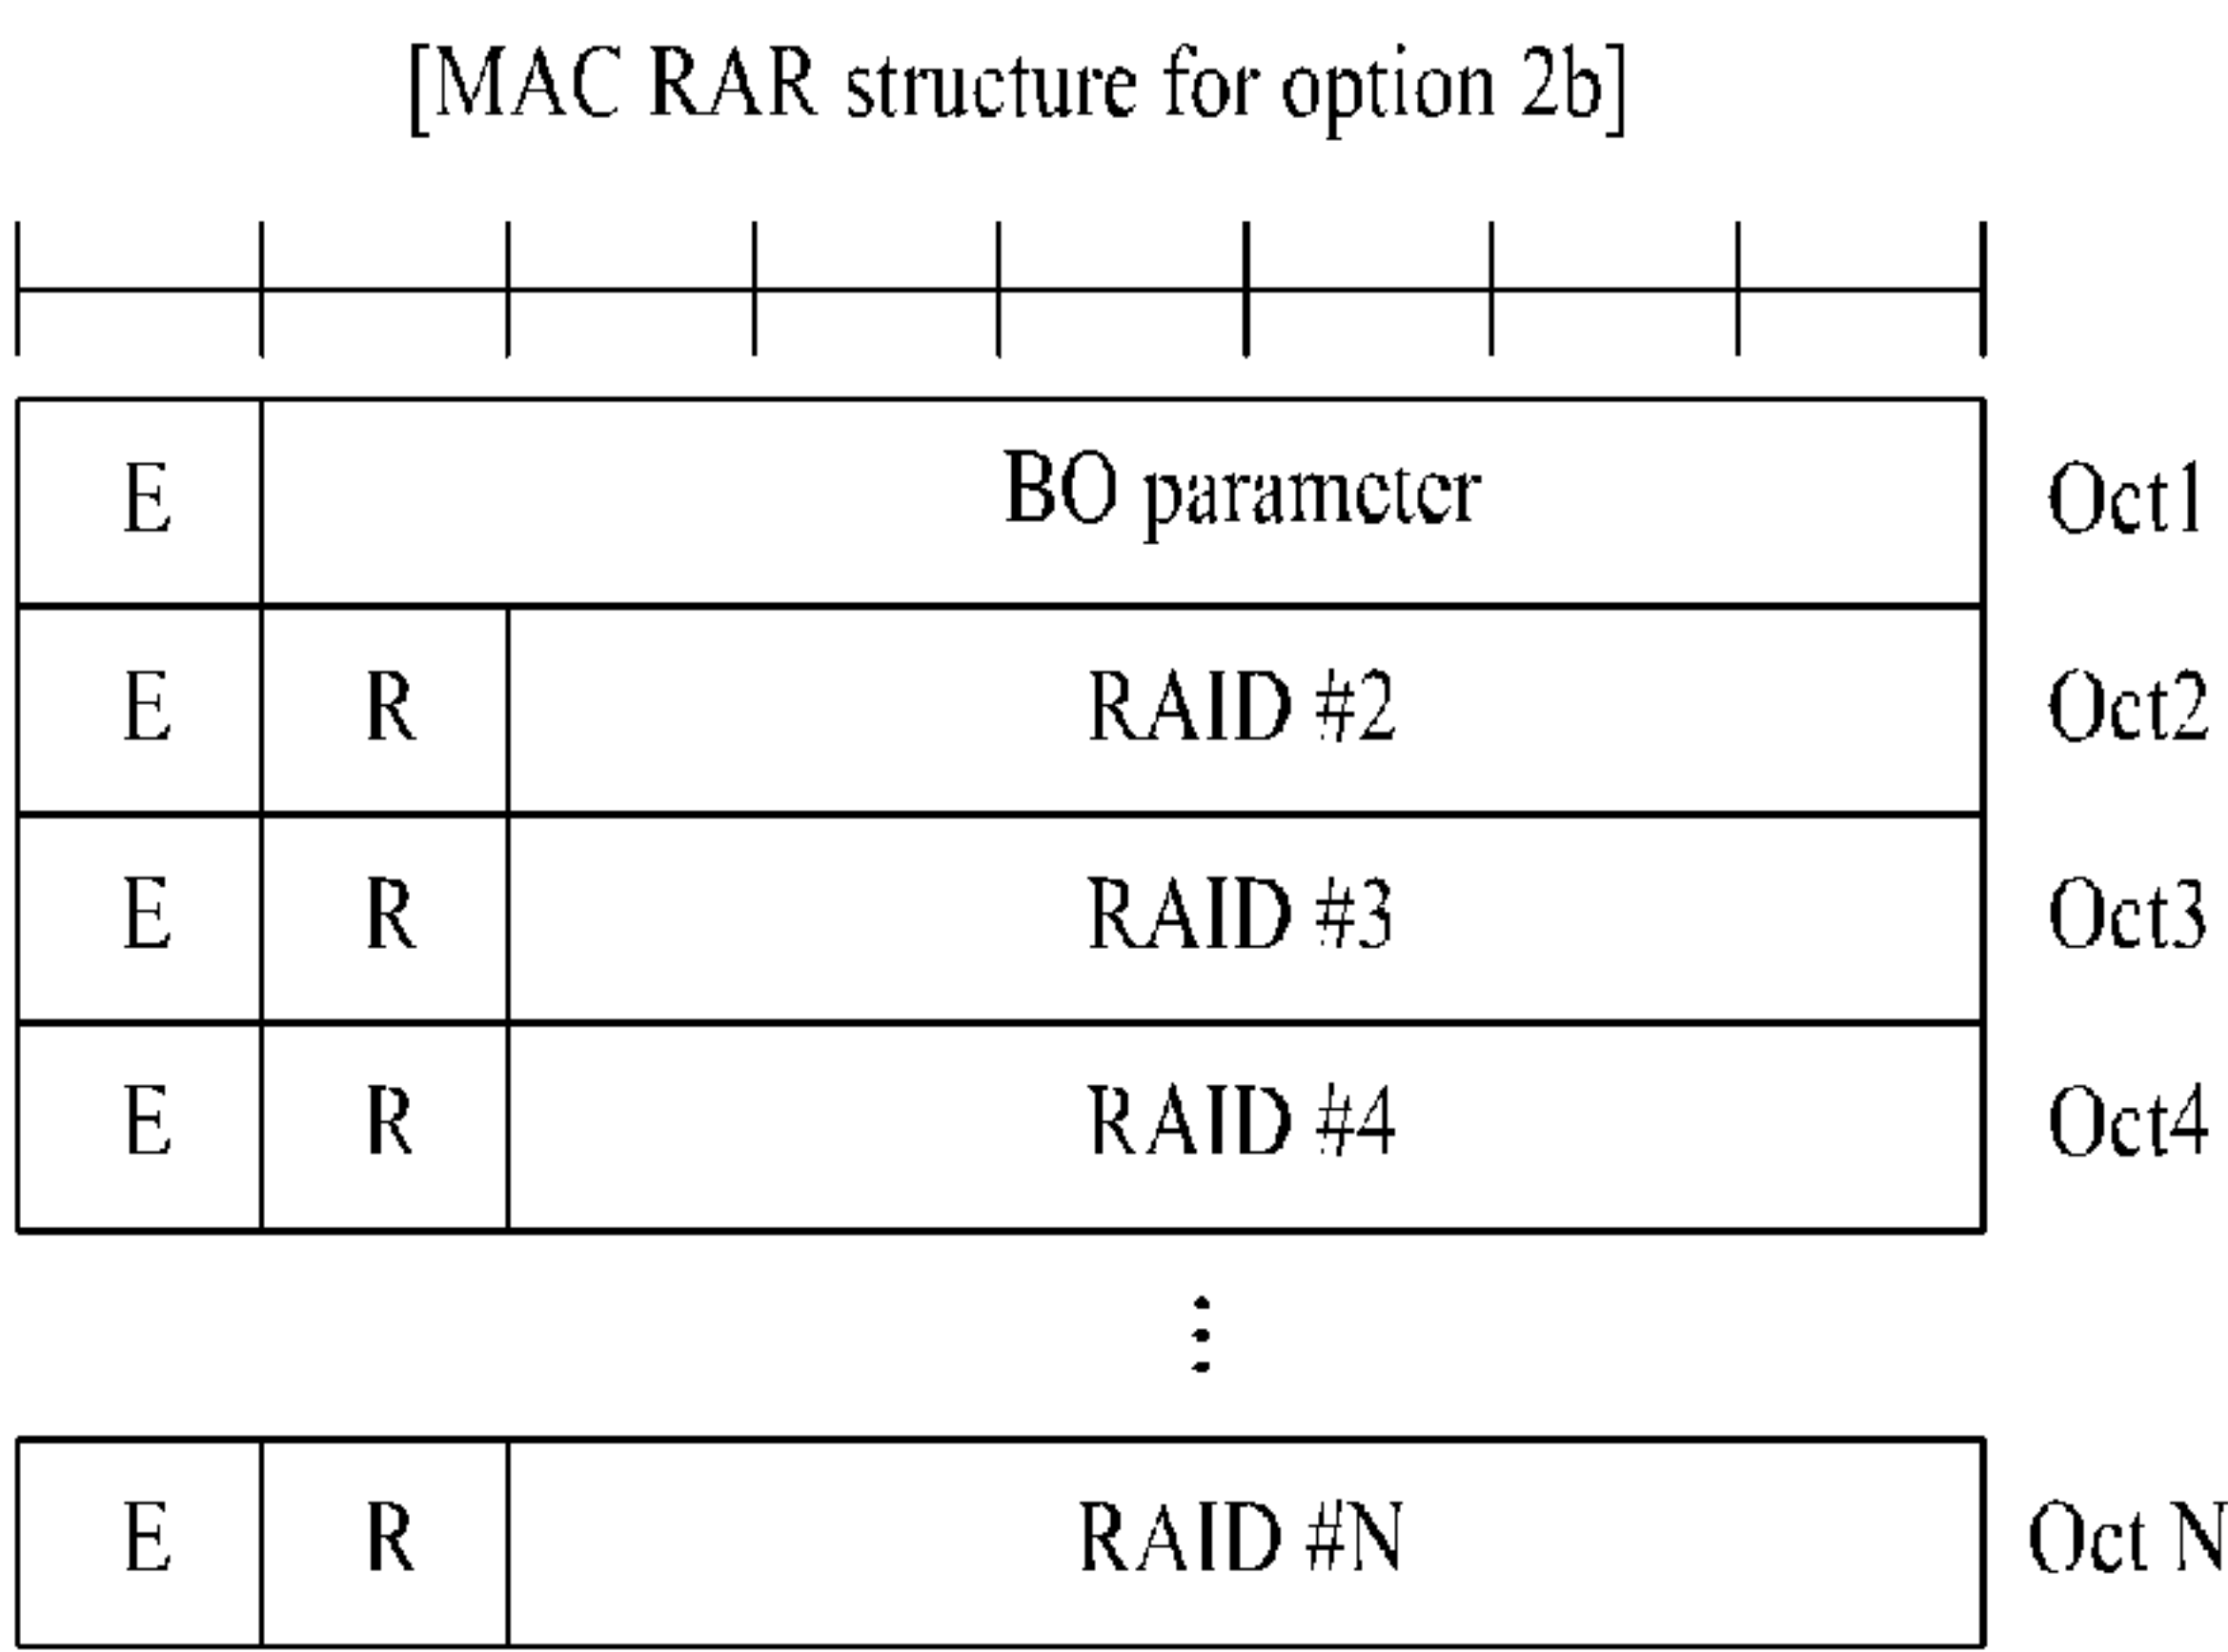 [MAC RAR structure for option 2b]
E BO parameter Oct1
E R RAID #2 Oct2
E R RAID #3 Oct3
E R RAID #4 Oct4
E R RAID #N Oct N